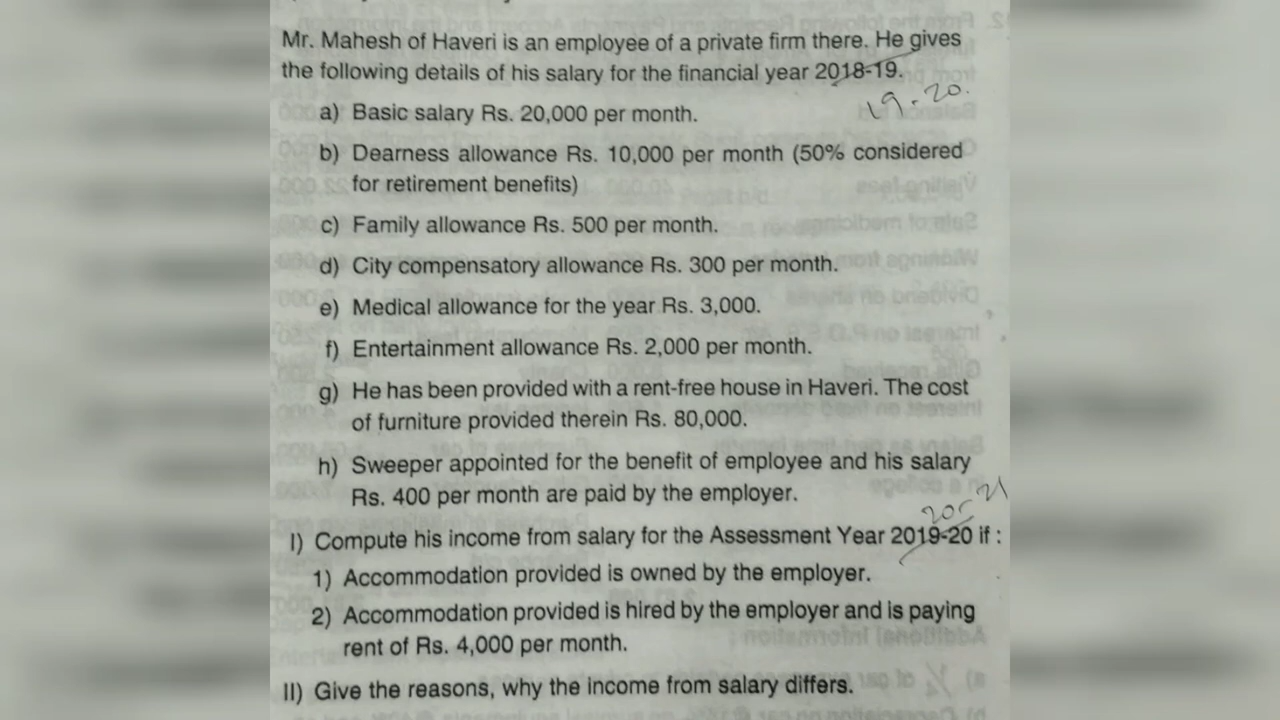 Mr. Mahesh of Haveri is an employee of a private firm there. He gives
the following details of his salary for the financial year 2018-19.
19-20.
a) Basic salary Rs. 20,000 per month.
b) Dearness allowance Rs. 10,000 per month (50% considered
for retirement benefits)
c) Family allowance Rs. 500 per month.
d) City compensatory allowance Rs. 300 per month.
e) Medical allowance for the year Rs. 3,000.
f) Entertainment allowance Rs. 2,000 per month.
g) He has been provided with a rent-free house in Haveri. The cost
of furniture provided therein Rs. 80,000.
h) Sweeper appointed for the benefit of employee and his salary
Rs. 400 per month are paid by the employer.
20-21
I) Compute his income from salary for the Assessment Year 2019-20 if :
1) Accommodation provided is owned by the employer.
2) Accommodation provided is hired by the employer and is paying
rent of Rs. 4,000 per month.
II) Give the reasons, why the income from salary differs.